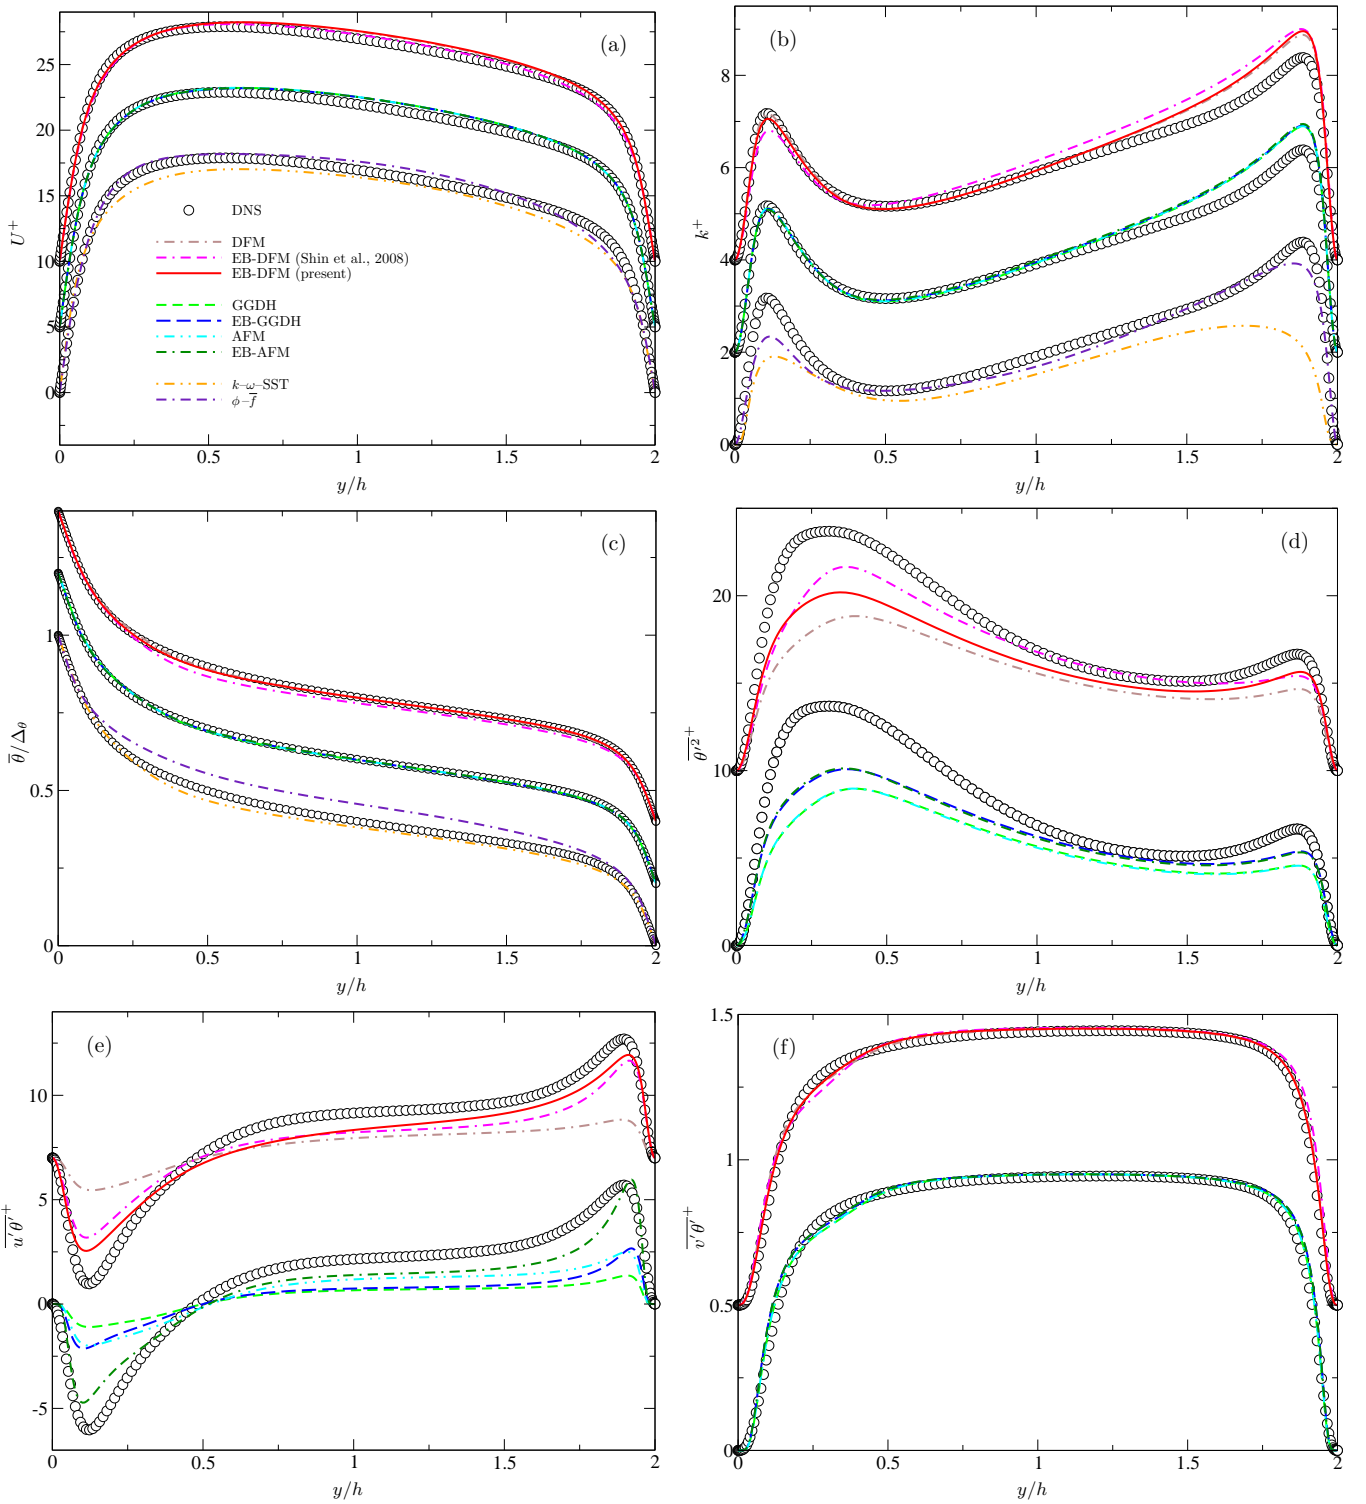 (a)
25
20
15
10
5
0
U⁺
DNS
DFM
EB-DFM (Shin et al., 2008)
EB-DFM (present)
GGDH
EB-GGDH
AFM
EB-AFM
k–ω–SST
ϕ–f̅
0 0.5 1 1.5 2
y/h
(b)
8
6
4
2
0
k⁺
0 0.5 1 1.5 2
y/h
(c)
1
0.5
0
θ̅/Δ_θ
0 0.5 1 1.5 2
y/h
(d)
20
10
0
θ′²⁺
0 0.5 1 1.5 2
y/h
(e)
10
5
0
-5
u′θ′⁺
0 0.5 1 1.5 2
y/h
(f)
1.5
1
0.5
0
v′θ′⁺
0 0.5 1 1.5 2
y/h